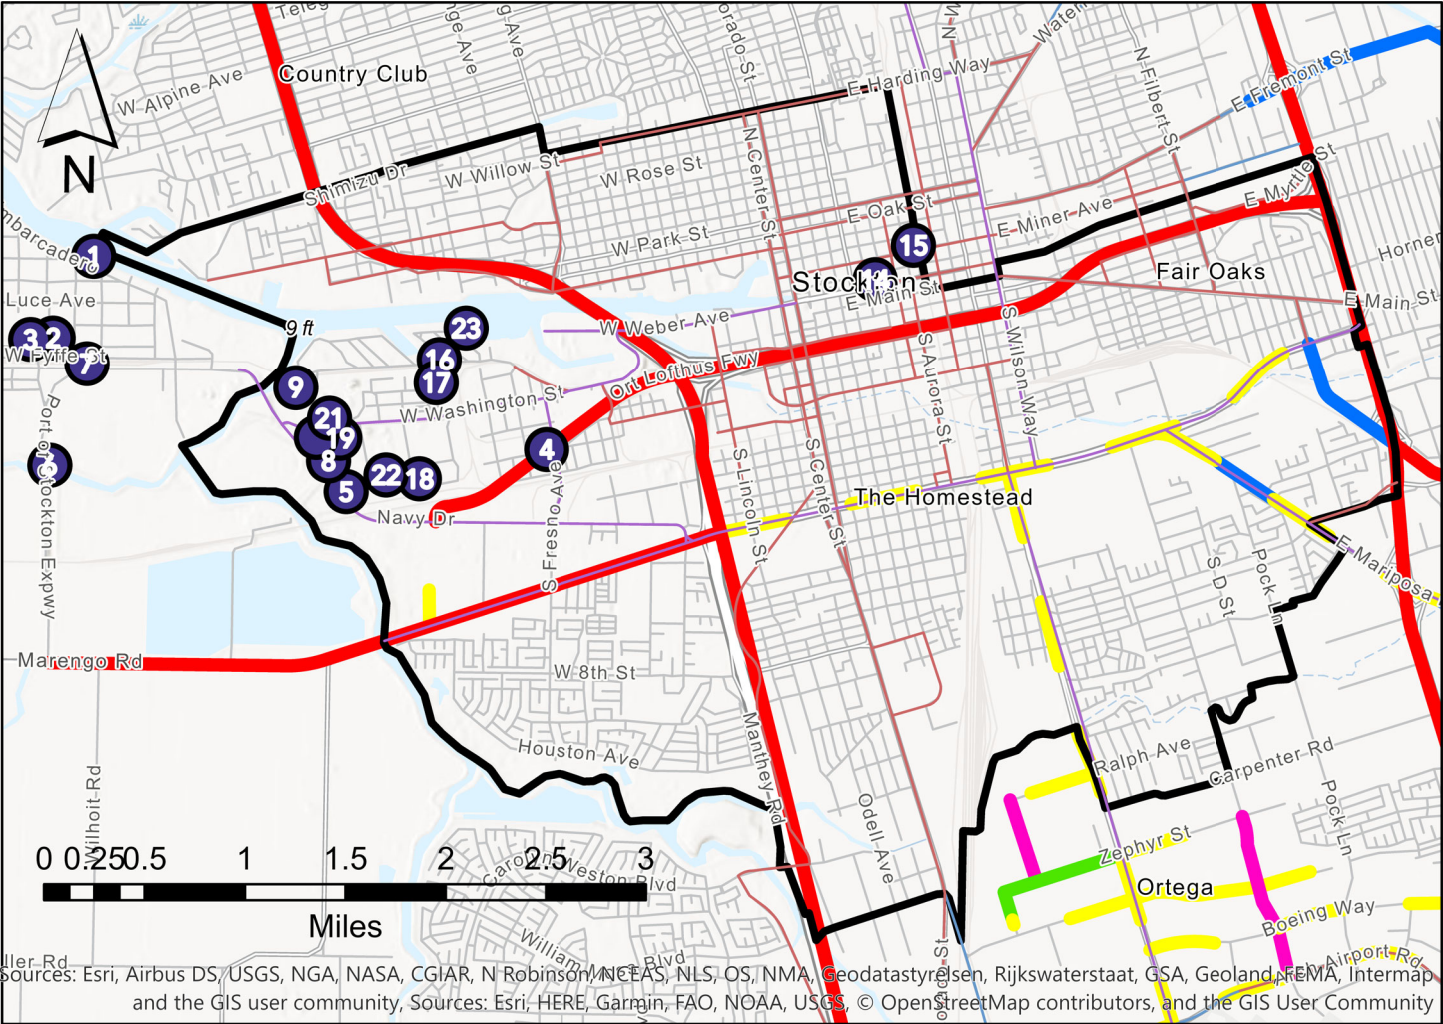 Country Club
W Alpine Ave
E Harding Way
N Filbert St
E Fremont St
N
Shimizu Dr
W Willow St
W Rose St
N Center St
E Oak St
E Miner Ave
E Myrtle St
W Park St
1
15
Stockton
E Main St
Fair Oaks
E Main St
Luce Ave
9 ft
W Weber Ave
3
2
23
W Fyffe St
7
16
17
9
Ort Lofthus Fwy
S Aurora St
S Wilson Way
W Washington St
21
19
8
5
22
18
4
6
Port of Stockton Expwy
Navy Dr
S Fresno Ave
S Lincoln St
S Center St
The Homestead
E Mariposa
S D St
Pock Ln
Marengo Rd
W 8th St
Houston Ave
Manthey Rd
Ralph Ave
Carpenter Rd
Wilhoit Rd
Odell Ave
Zephyr St
Pock Ln
Ortega
Boeing Way
0 0.25 0.5 1 1.5 2 2.5 3
Miles
Carolyn Weston Blvd
Airport Rd
Sources: Esri, Airbus DS, USGS, NGA, NASA, CGIAR, N Robinson, NCEAS, NLS, OS, NMA, Geodatastyrelsen, Rijkswaterstaat, GSA, Geoland, FEMA, Intermap
and the GIS user community, Sources: Esri, HERE, Garmin, FAO, NOAA, USGS, © OpenStreetMap contributors, and the GIS User Community